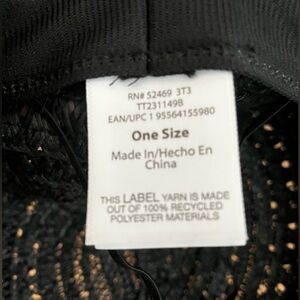 RN# 52469 3T3
TT231149B
EAN/UPC 1 95564155980
One Size
Made In/Hecho En
China
THIS LABEL YARN IS MADE
OUT OF 100% RECYCLED
POLYESTER MATERIALS